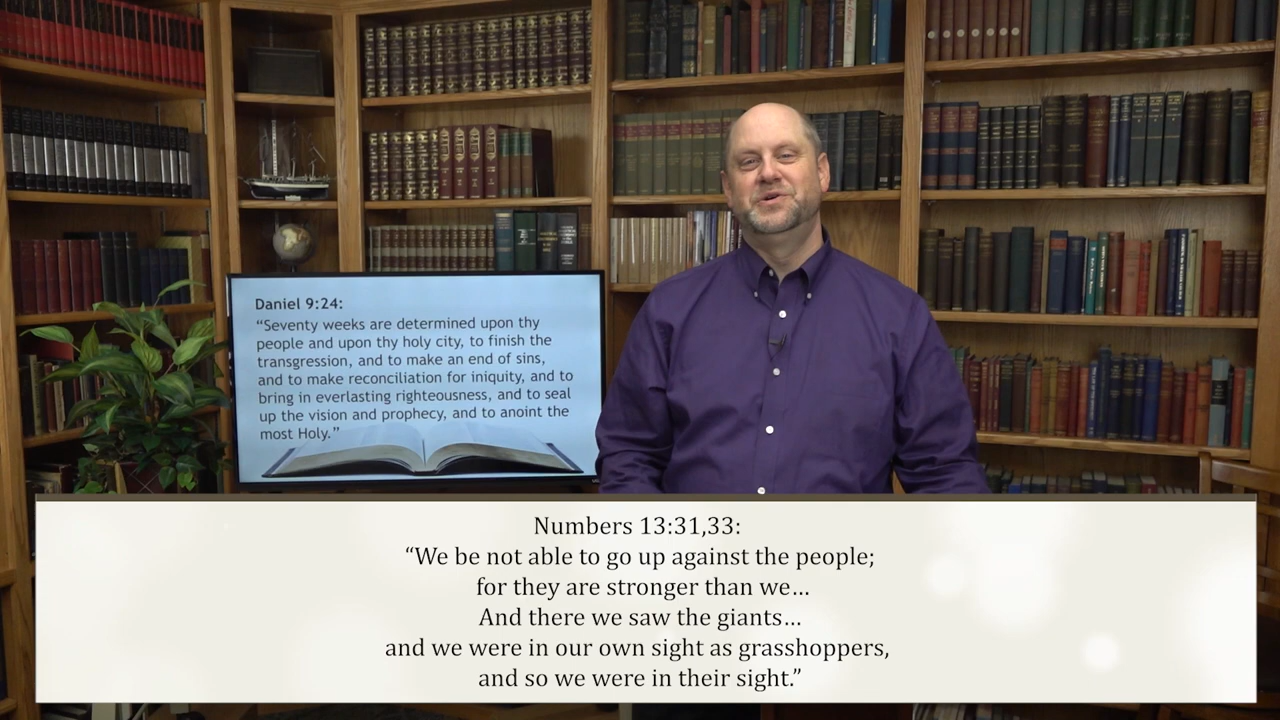 Daniel 9:24:
“Seventy weeks are determined upon thy
people and upon thy holy city, to finish the
transgression, and to make an end of sins,
and to make reconciliation for iniquity, and to
bring in everlasting righteousness, and to seal
up the vision and prophecy, and to anoint the
most Holy.”
Numbers 13:31,33:
“We be not able to go up against the people;
for they are stronger than we…
And there we saw the giants…
and we were in our own sight as grasshoppers,
and so we were in their sight.”